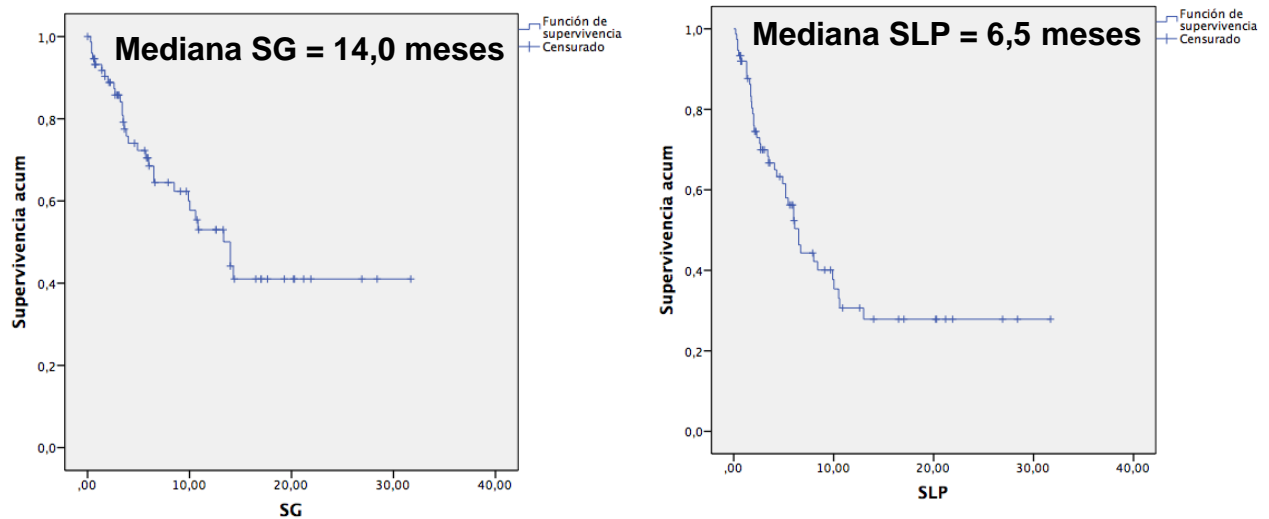 Mediana SG = 14,0 meses
Función de
supervivencia
Censurado
Supervivencia acum
1,0
0,8
0,6
0,4
0,2
0,0
,00
10,00
20,00
30,00
40,00
SG
Mediana SLP = 6,5 meses
Función de
supervivencia
Censurado
Supervivencia acum
1,0
0,8
0,6
0,4
0,2
0,0
,00
10,00
20,00
30,00
40,00
SLP